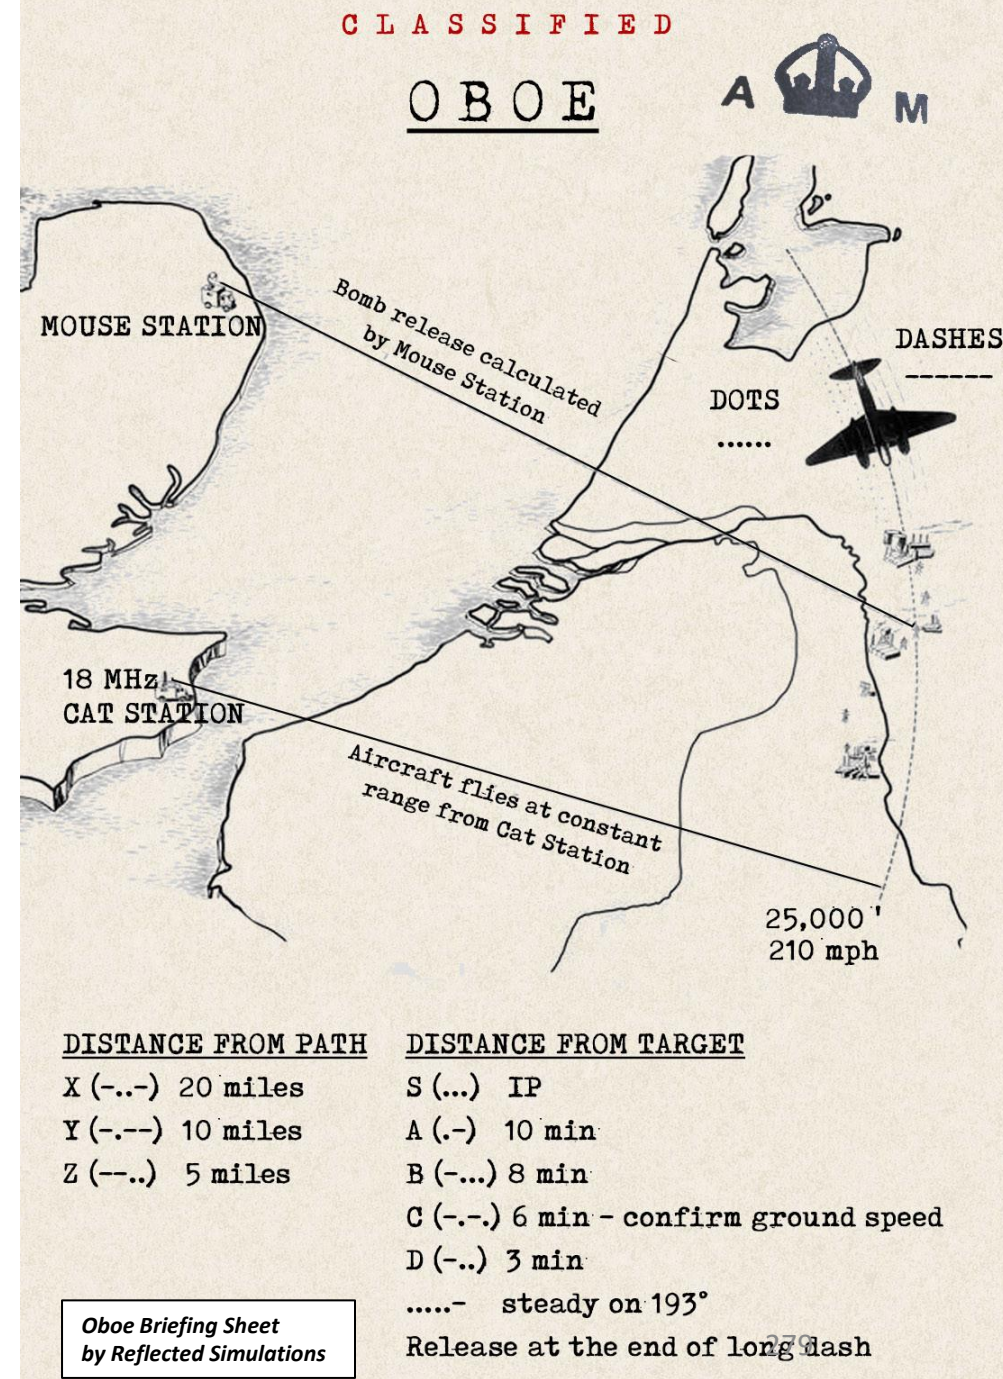 CLASSIFIED
OBOE
A M
MOUSE STATION
Bomb release calculated
by Mouse Station
DASHES
------
DOTS
......
18 MHz
CAT STATION
Aircraft flies at constant
range from Cat Station
25,000'
210 mph
DISTANCE FROM PATH
X (-..-) 20 miles
Y (-.--) 10 miles
Z (--..) 5 miles
DISTANCE FROM TARGET
S (...) IP
A (.-) 10 min
B (-...) 8 min
C (-.-.) 6 min - confirm ground speed
D (-..) 3 min
.....- steady on 193°
Release at the end of long dash
279
Oboe Briefing Sheet
by Reflected Simulations